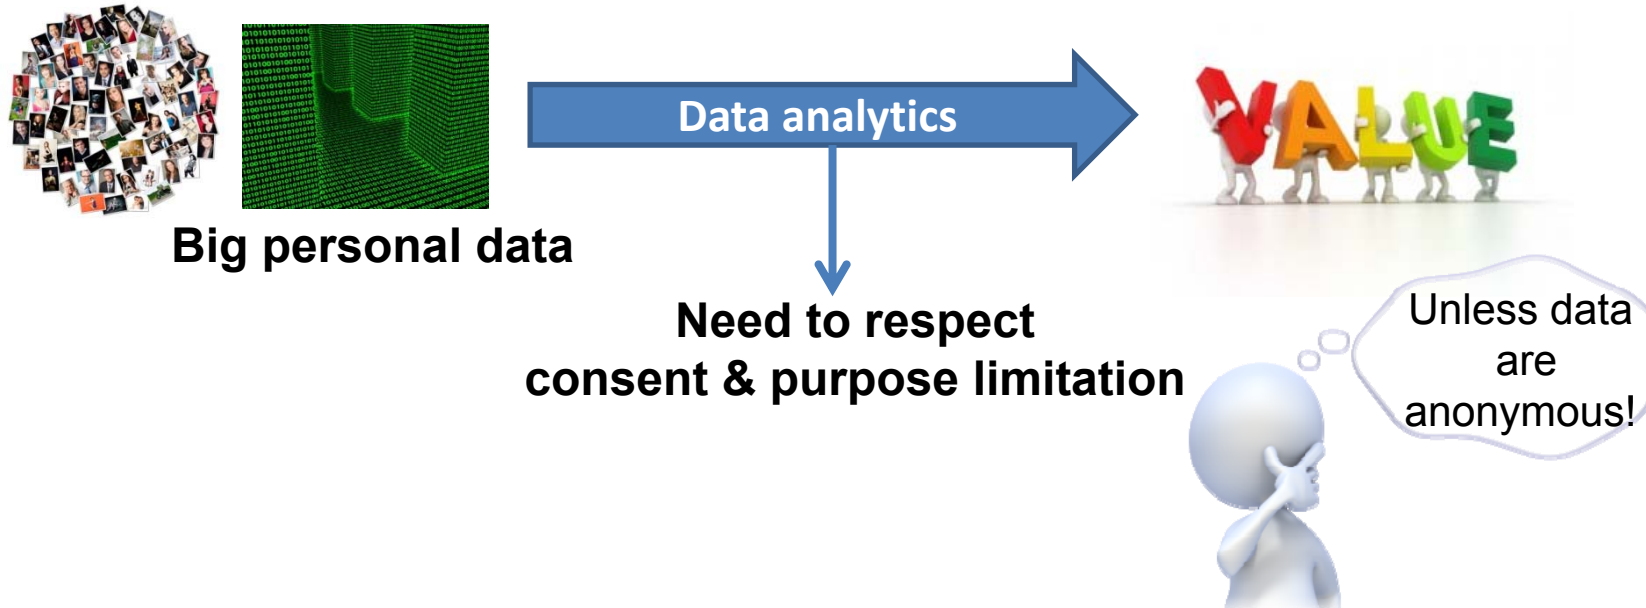 Data analytics
VALUE
Big personal data
Need to respect
consent & purpose limitation
Unless data
are
anonymous!